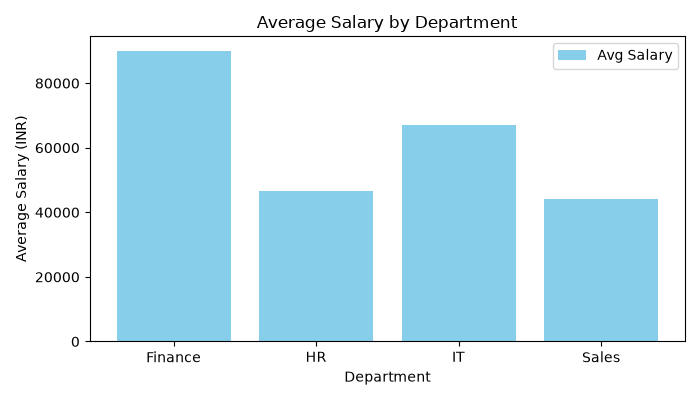 Average Salary by Department
Avg Salary
Average Salary (INR)
80000
60000
40000
20000
0
Finance
HR
IT
Sales
Department